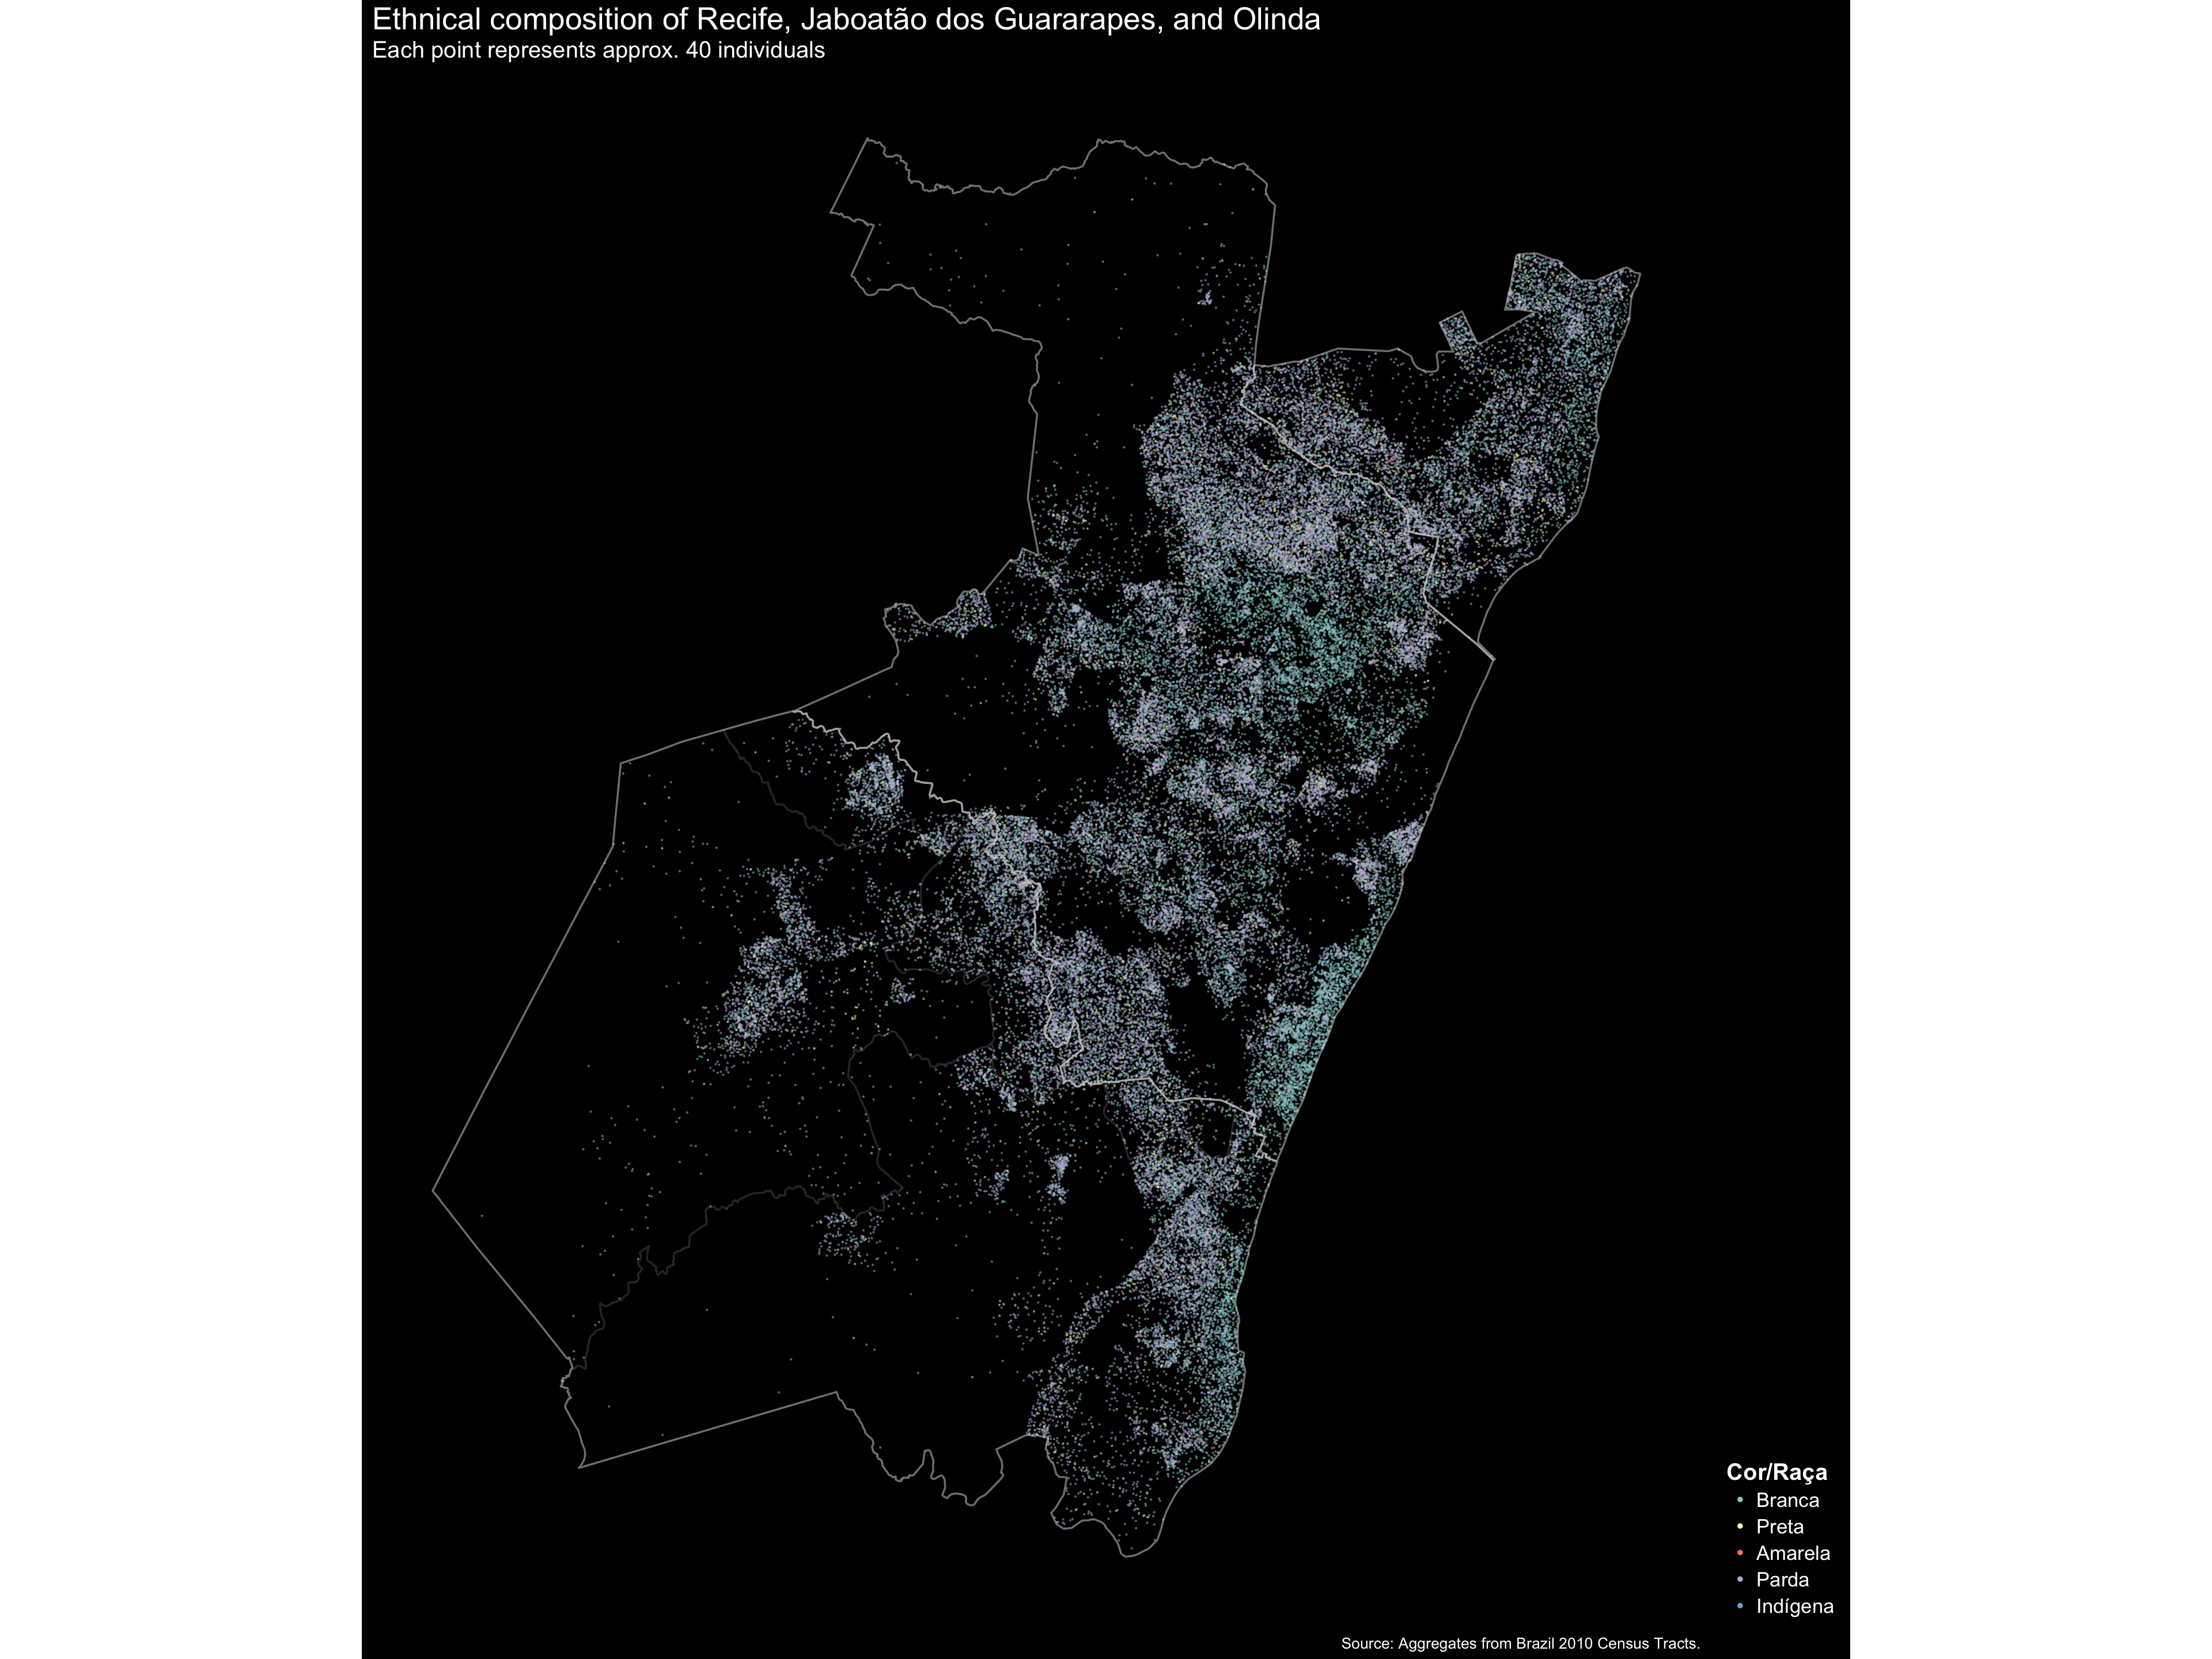 Ethnical composition of Recife, Jaboatão dos Guararapes, and Olinda
Each point represents approx. 40 individuals
Cor/Raça
Branca
Preta
Amarela
Parda
Indígena
Source: Aggregates from Brazil 2010 Census Tracts.